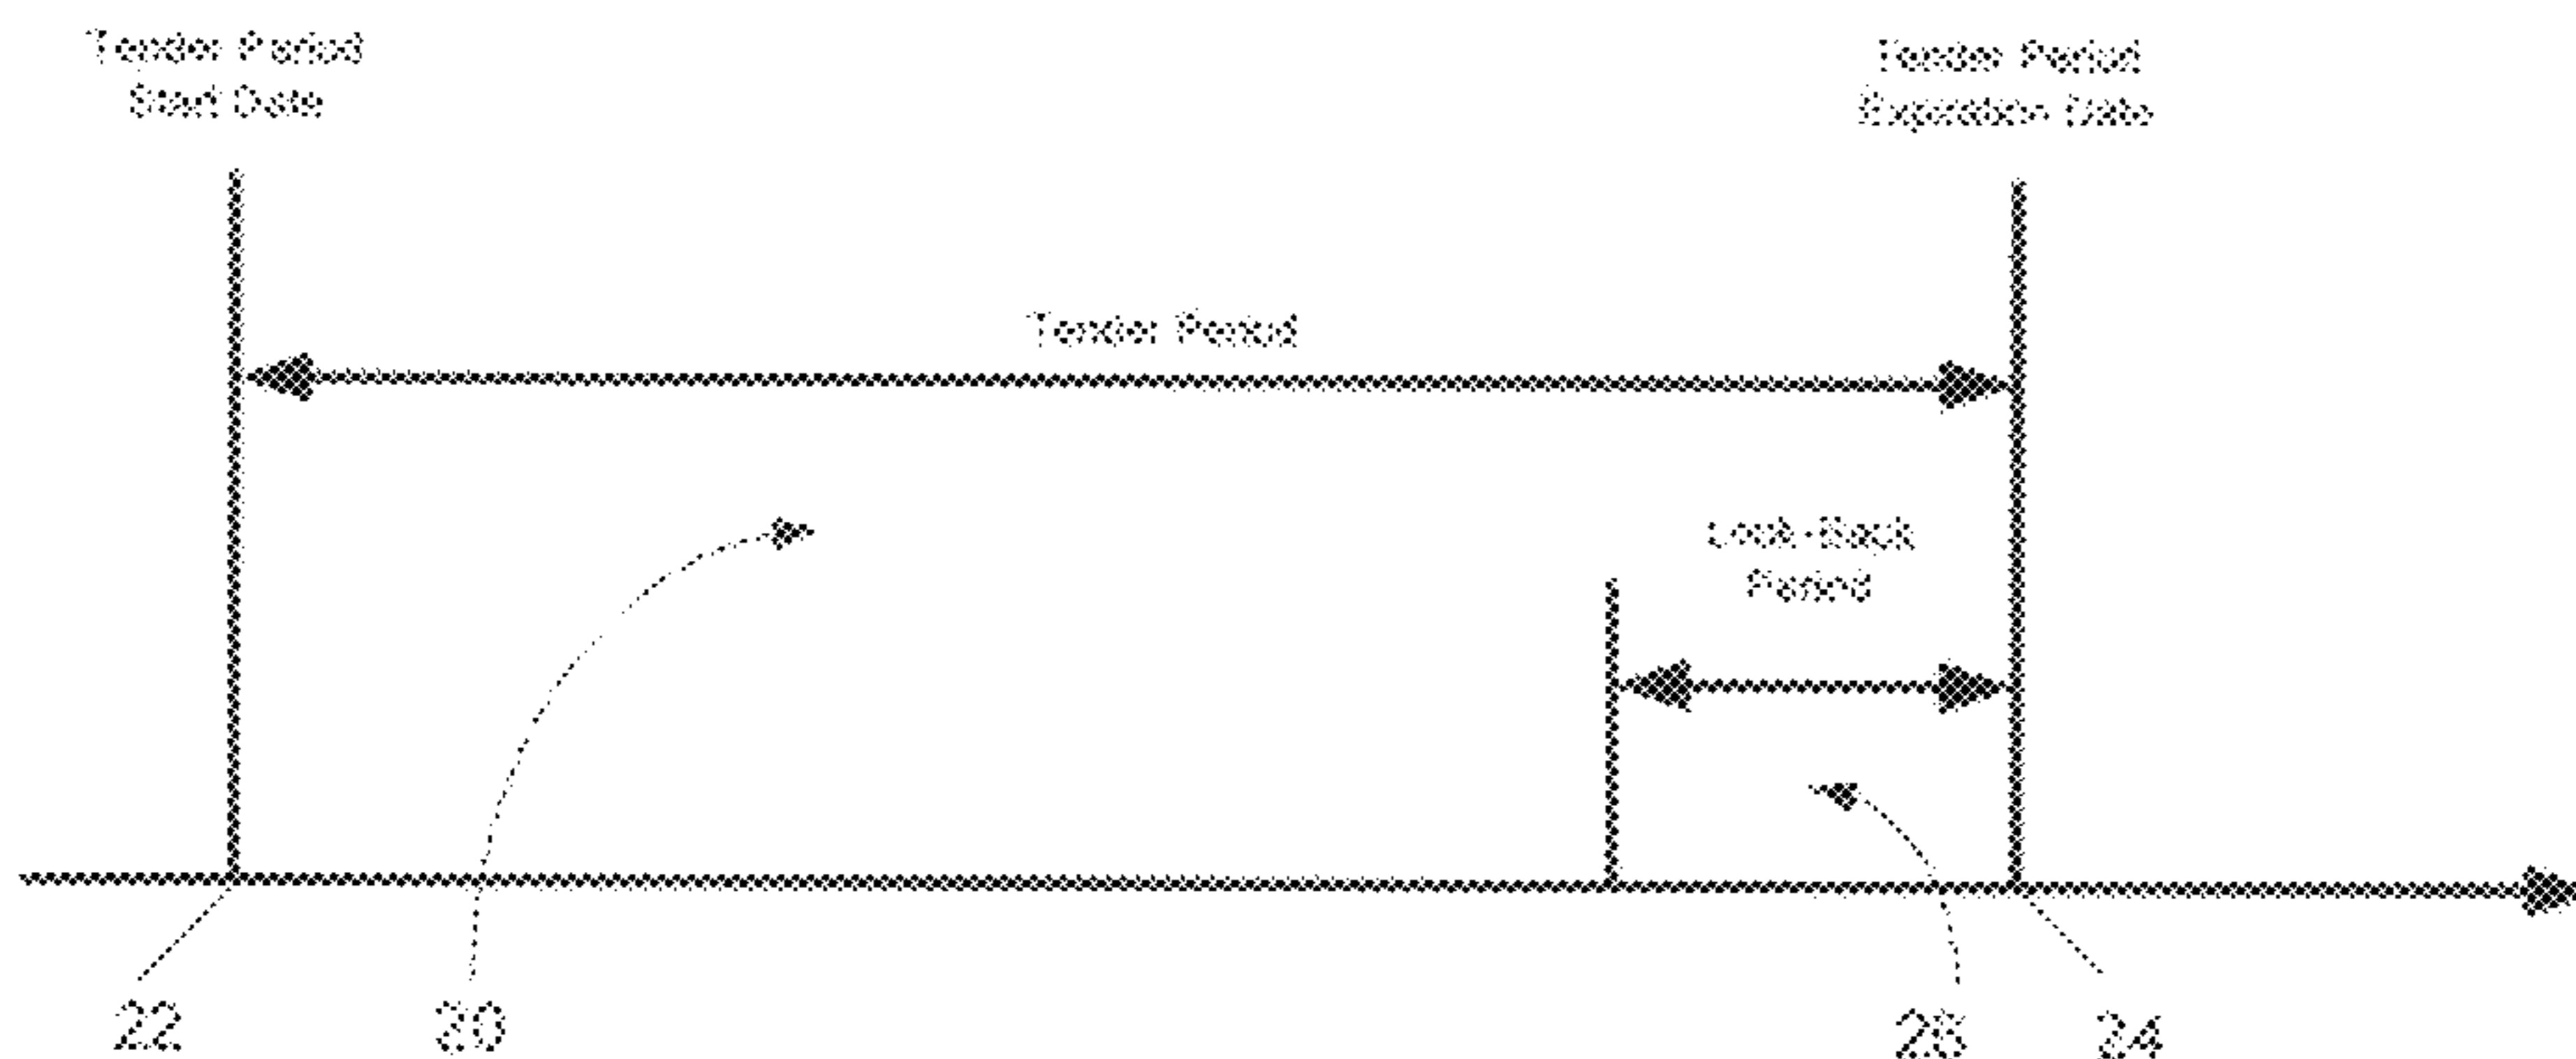 Tender Period
Start Date
Tender Period
Expiration Date
Tender Period
Look-Back
Period
22
20
24